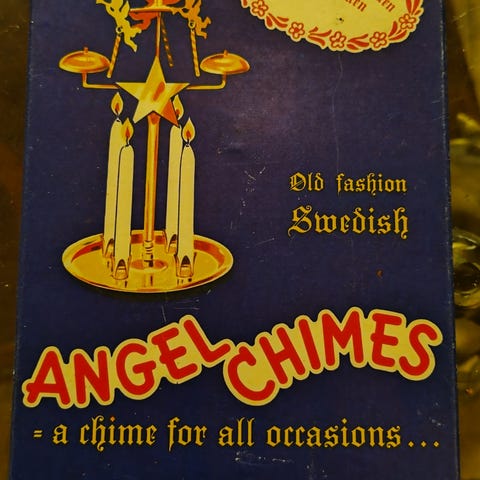 Old fashion
Swedish
ANGEL CHIMES
= a chime for all occasions...